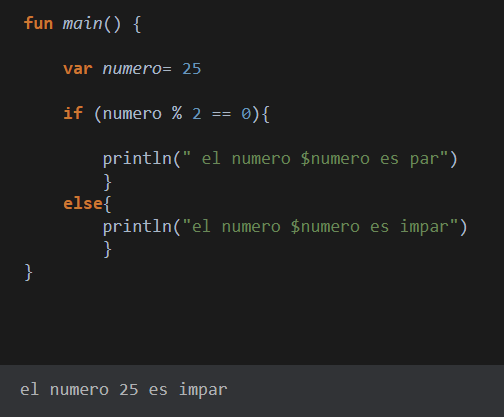 fun main() {
var numero= 25
if (numero % 2 == 0){
println(" el numero $numero es par")
}
else{
println("el numero $numero es impar")
}
}
el numero 25 es impar